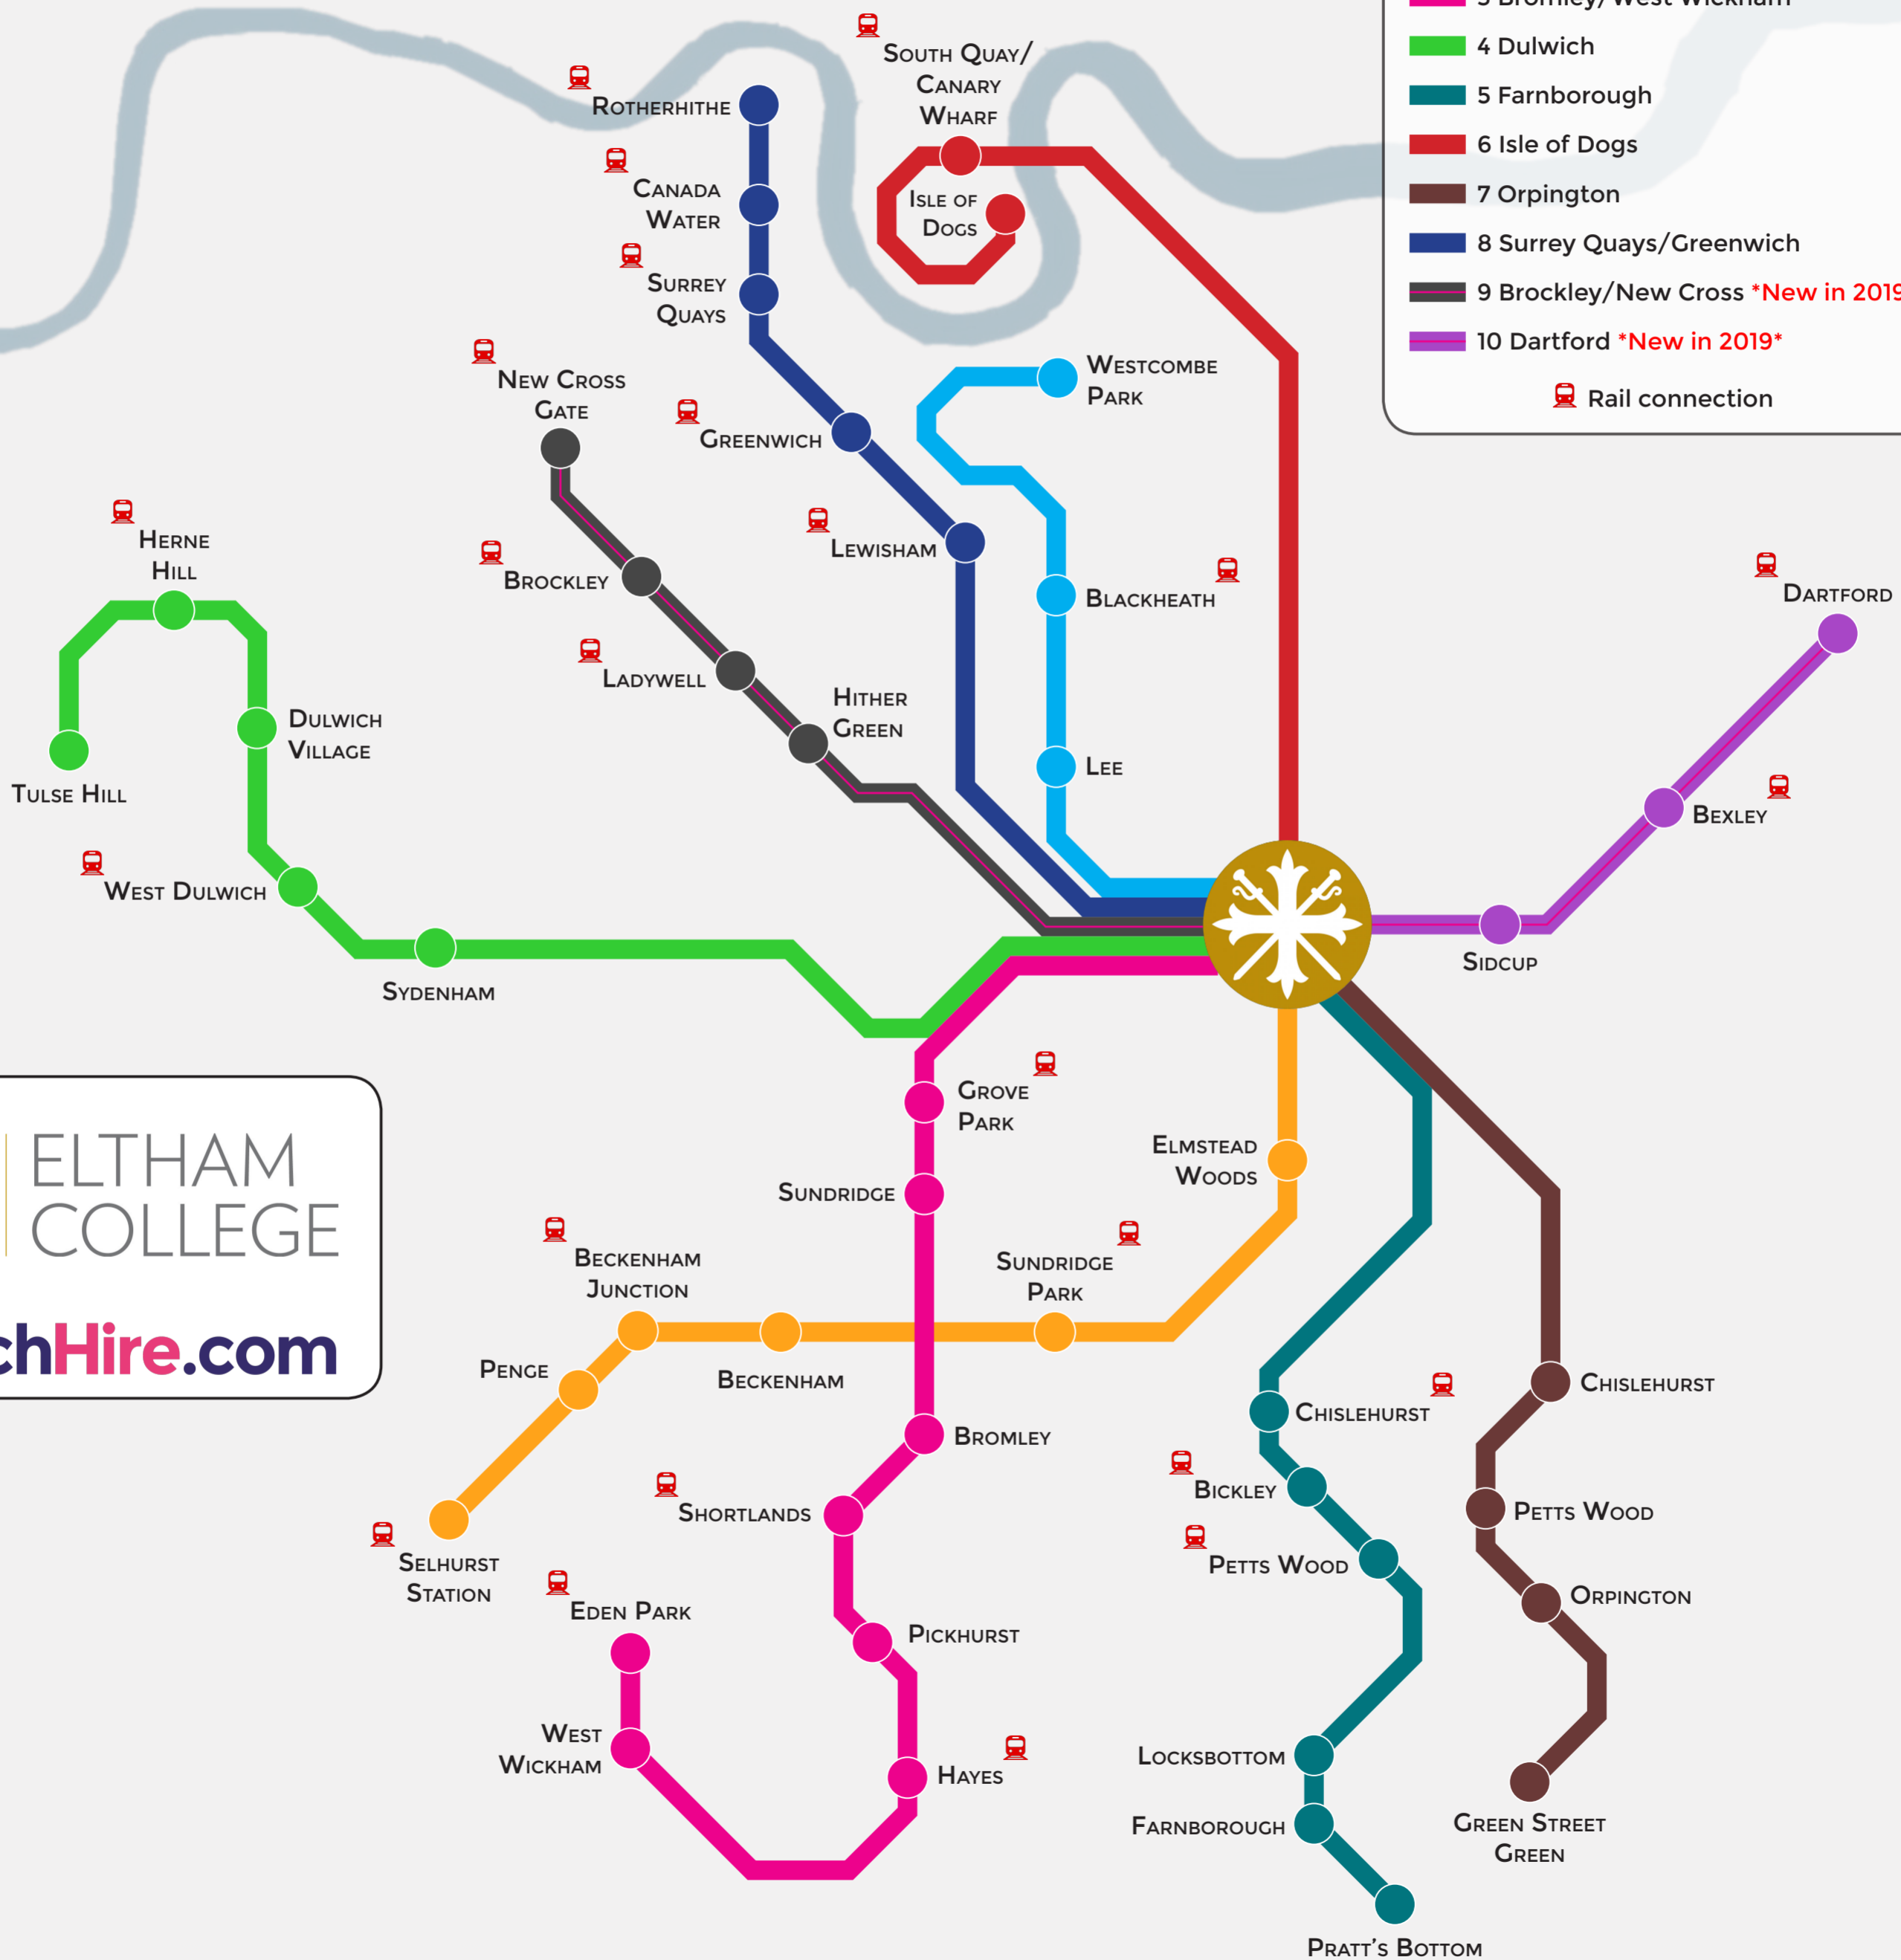 3 Bromley/West Wickham
4 Dulwich
5 Farnborough
6 Isle of Dogs
7 Orpington
8 Surrey Quays/Greenwich
9 Brockley/New Cross *New in 2019
10 Dartford *New in 2019*
Rail connection
South Quay/
Canary
Wharf
Rotherhithe
Canada
Water
Isle of
Dogs
Surrey
Quays
New Cross
Gate
Westcombe
Park
Greenwich
Herne
Hill
Lewisham
Brockley
Blackheath
Dartford
Ladywell
Hither
Green
Dulwich
Village
Lee
Tulse Hill
Bexley
West Dulwich
Sydenham
Sidcup
Grove
Park
ELTHAM
COLLEGE
chHire.com
Elmstead
Woods
Sundridge
Beckenham
Junction
Sundridge
Park
Penge
Beckenham
Chislehurst
Chislehurst
Bromley
Bickley
Shortlands
Petts Wood
Petts Wood
Selhurst
Station
Eden Park
Orpington
Pickhurst
West
Wickham
Locksbottom
Hayes
Farnborough
Green Street
Green
Pratt's Bottom